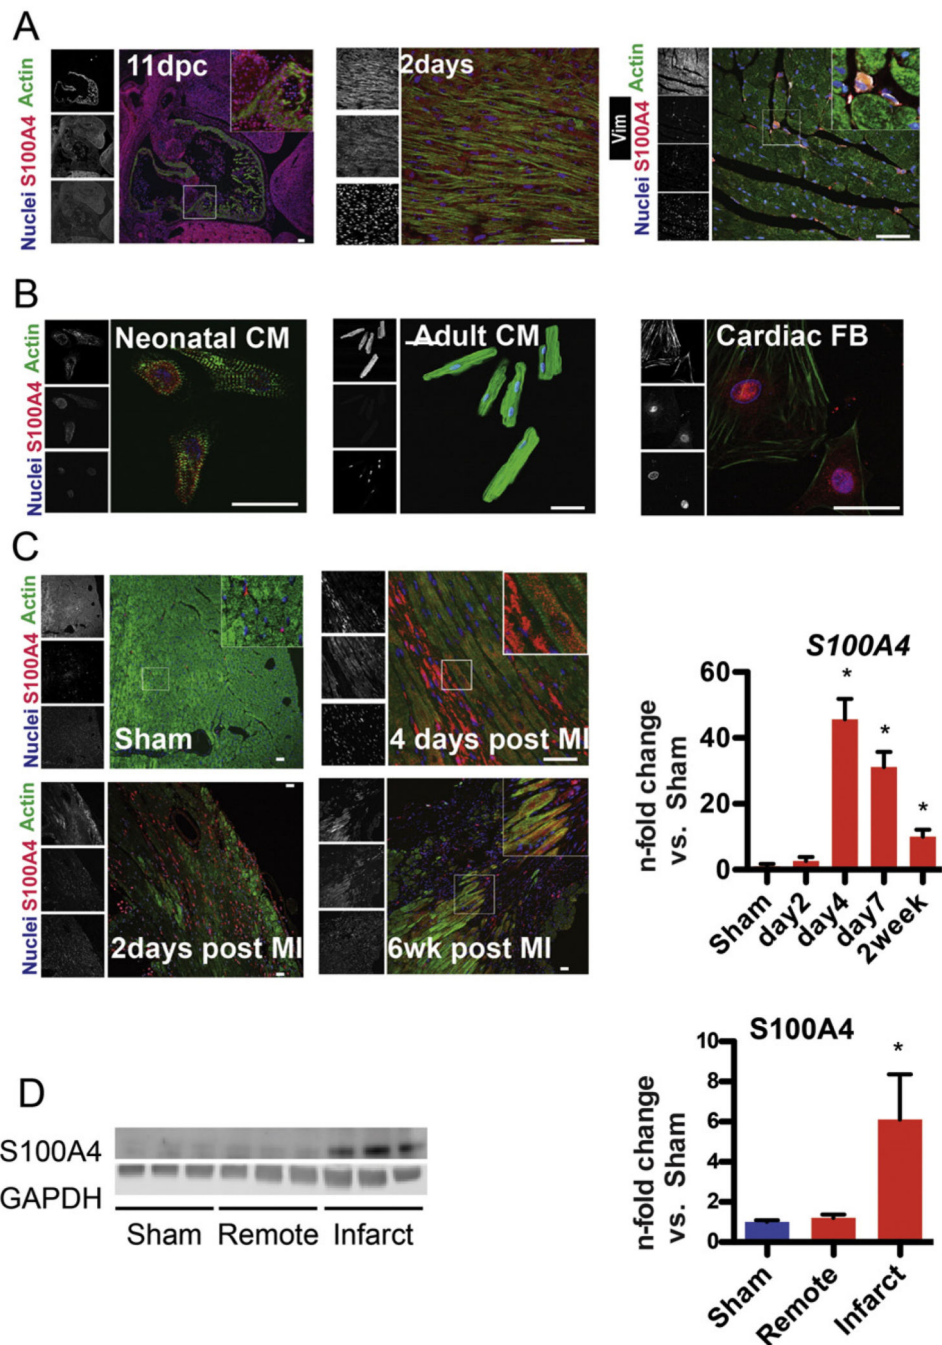 A
Nuclei S100A4 Actin
11dpc
2days
Vim
Nuclei S100A4 Actin
B
Nuclei S100A4 Actin
Neonatal CM
Adult CM
Cardiac FB
C
Nuclei S100A4 Actin
Sham
4 days post MI
Nuclei S100A4 Actin
2days post MI
6wk post MI
S100A4
n-fold change
vs. Sham
60
40
20
0
*
*
*
Sham
day2
day4
day7
2week
D
S100A4
GAPDH
Sham Remote Infarct
S100A4
n-fold change
vs. Sham
10
8
6
4
2
0
*
Sham
Remote
Infarct